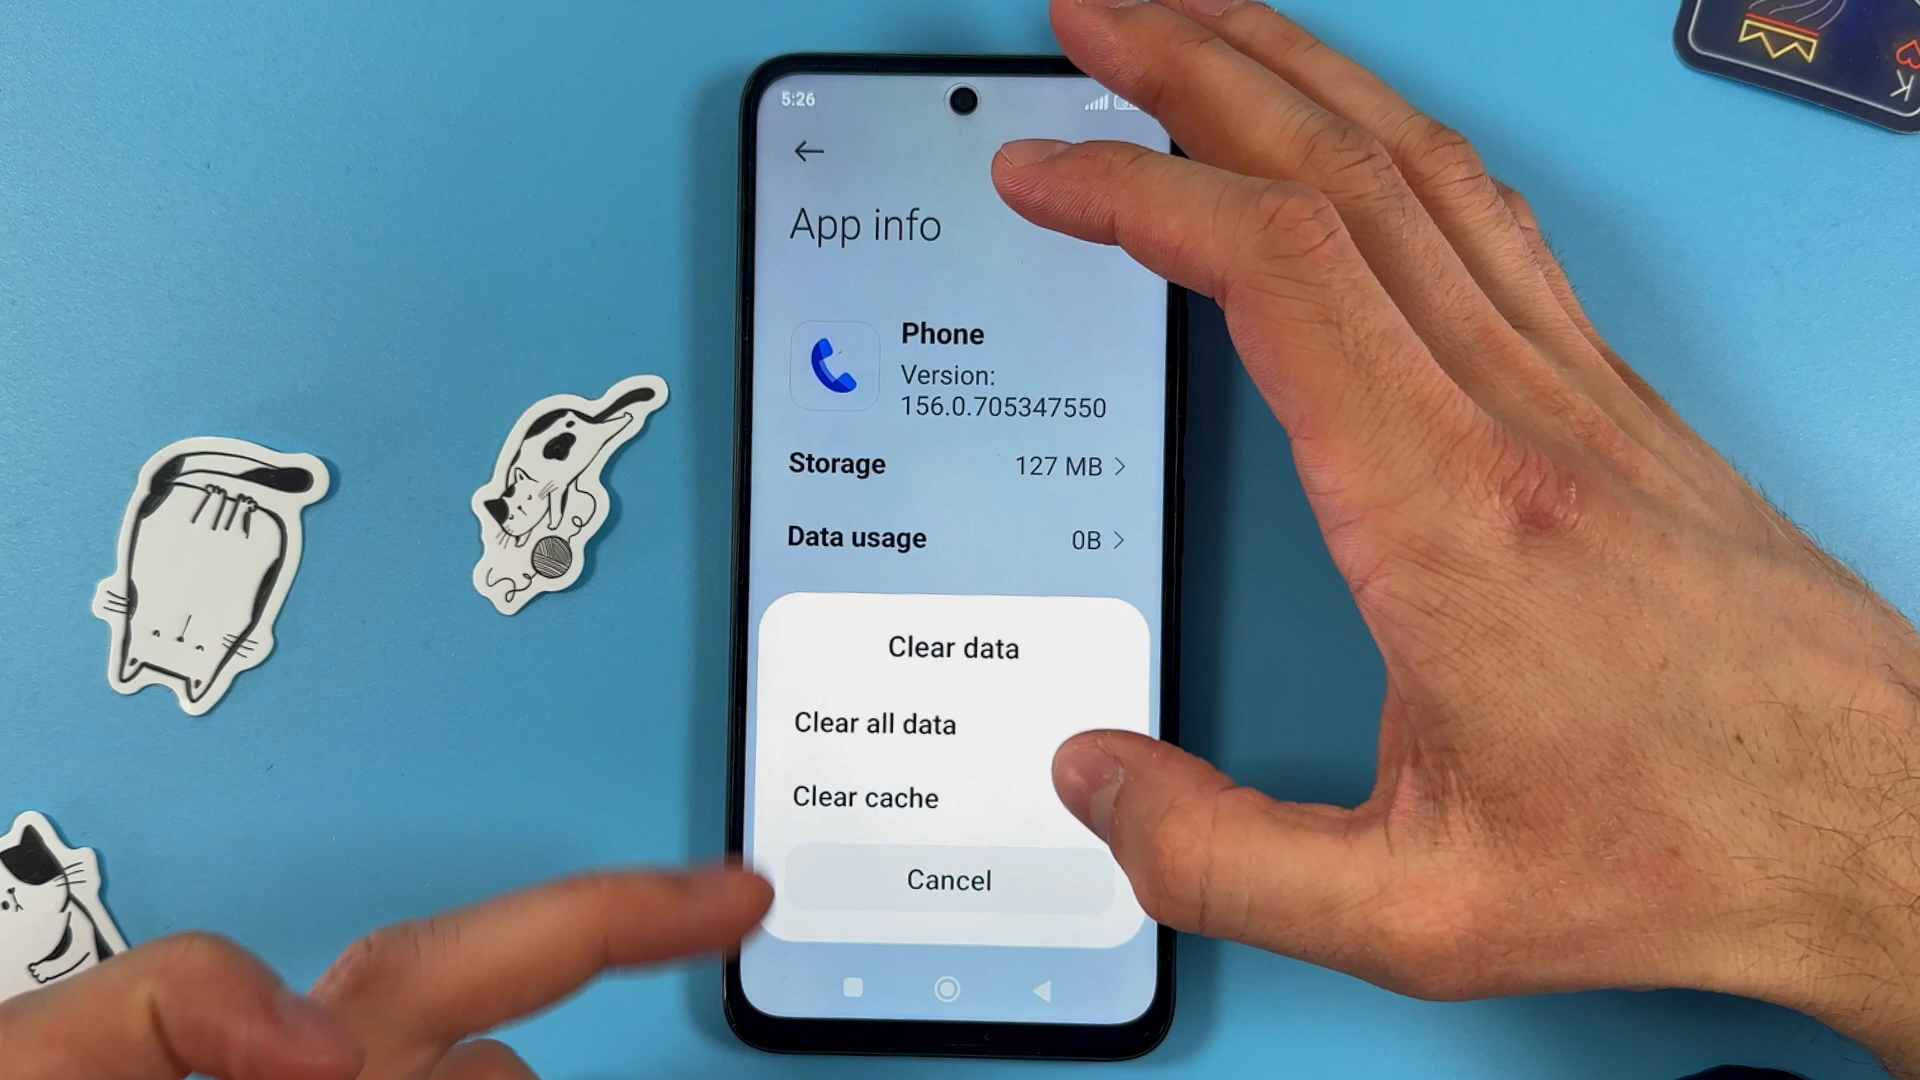 5:26
K
App info
Phone
Version:
156.0.705347550
Storage 127 MB
Data usage 0B
Clear data
Clear all data
Clear cache
Cancel